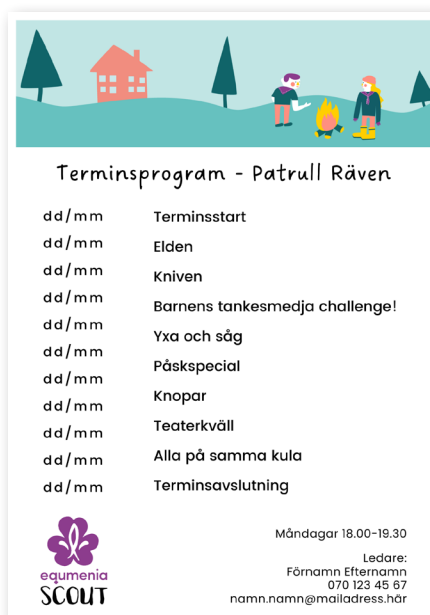 Terminsprogram - Patrull Räven
dd/mm
dd/mm
dd/mm
dd/mm
dd/mm
dd/mm
dd/mm
dd/mm
dd/mm
dd/mm
dd/mm
Terminsstart
Elden
Kniven
Barnens tankesmedja challenge!
Yxa och såg
Påskspecial
Knopar
Teaterkväll
Alla på samma kula
Terminsavslutning
equmenia
SCOUT
Måndagar 18.00-19.30
Ledare:
Förnamn Efternamn
070 123 45 67
namn.namn@mailadress.här